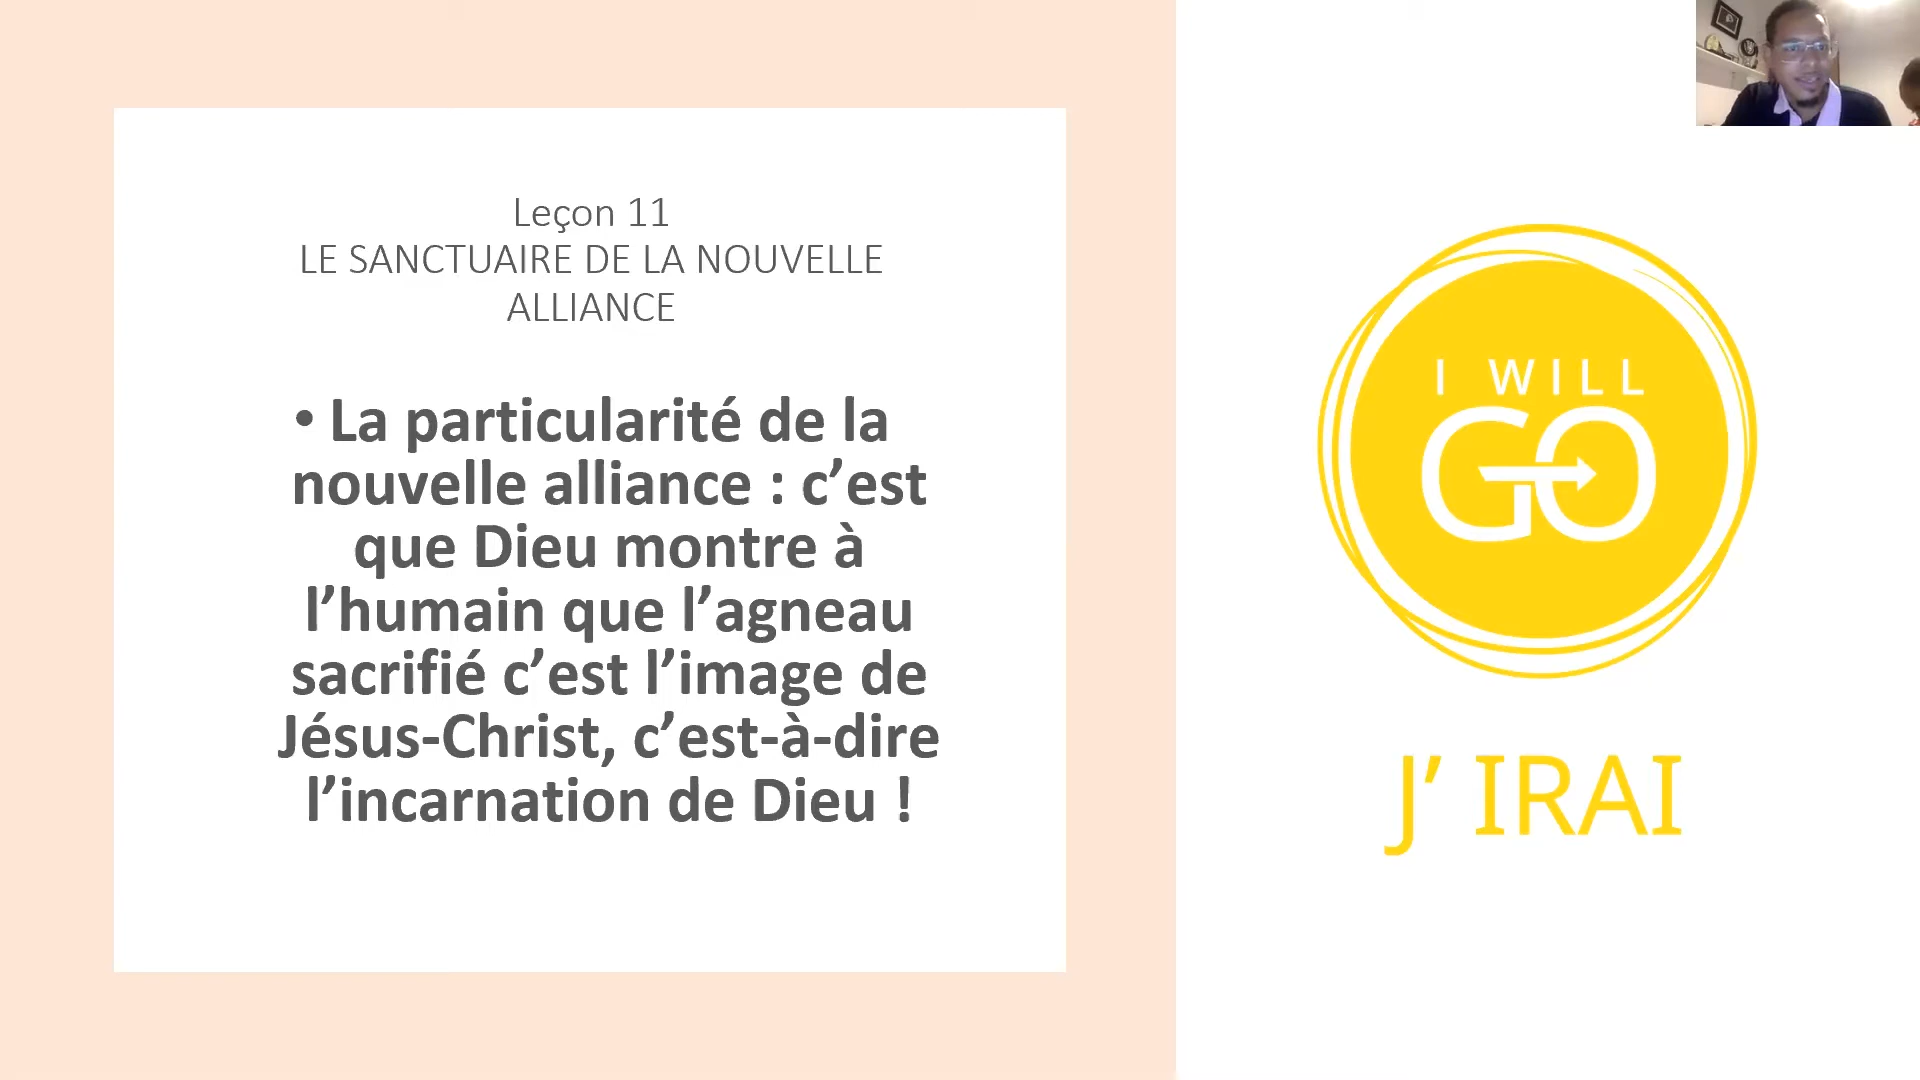 Leçon 11
LE SANCTUAIRE DE LA NOUVELLE
ALLIANCE
• La particularité de la
nouvelle alliance : c’est
que Dieu montre à
l’humain que l’agneau
sacrifié c’est l’image de
Jésus-Christ, c’est-à-dire
l’incarnation de Dieu !
I WILL
GO
J’ IRAI